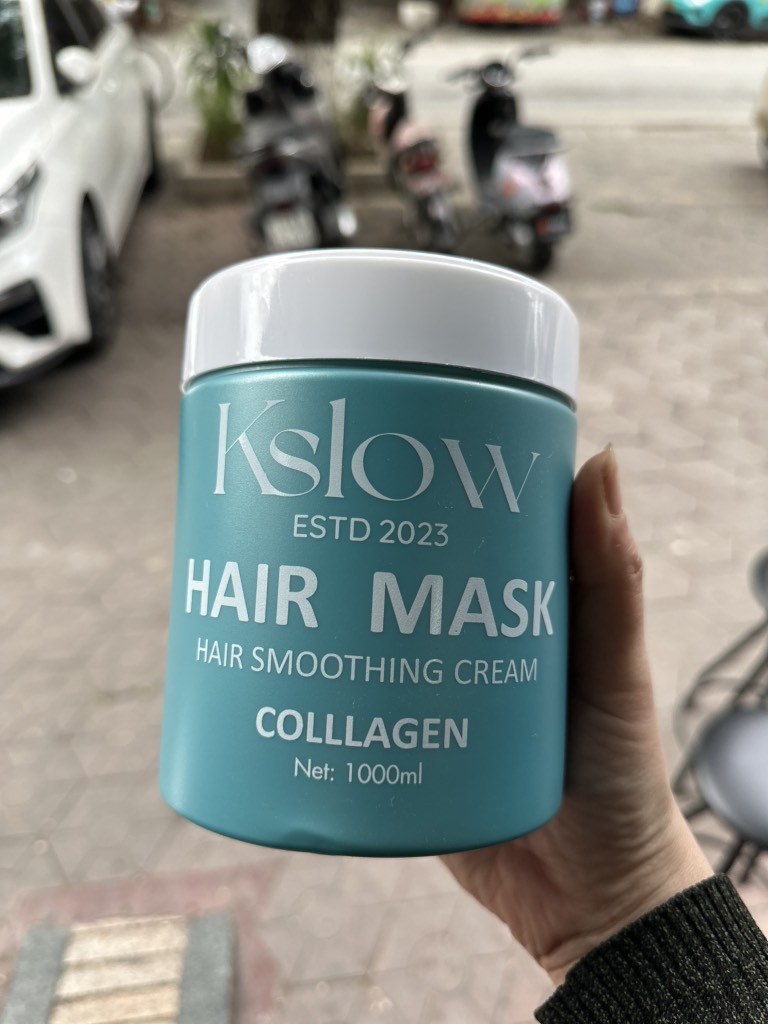 Kslow
ESTD 2023
HAIR MASK
HAIR SMOOTHING CREAM
COLLLAGEN
Net: 1000ml